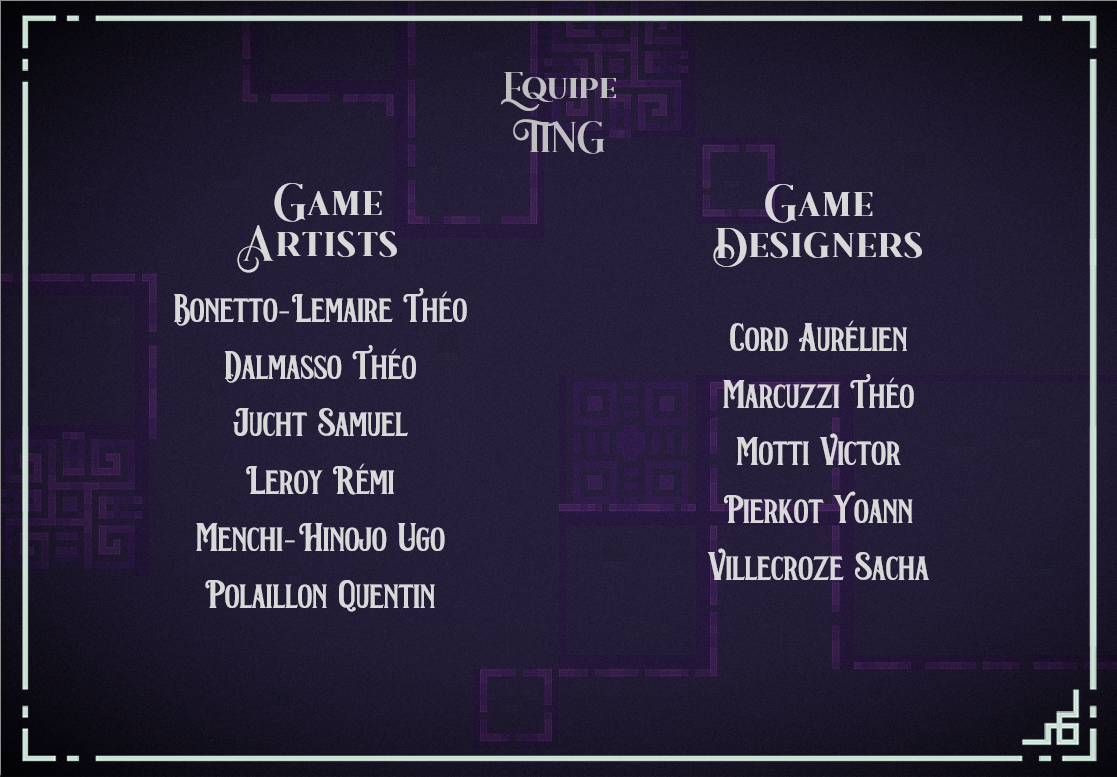 Equipe
TING
Game
Artists
Bonetto-Lemaire Théo
Dalmasso Théo
Jucht Samuel
Leroy Rémi
Menchi-Hinojo Ugo
Polaillon Quentin
Game
Designers
Cord Aurélien
Marcuzzi Théo
Motti Victor
Pierkot Yoann
Villecroze Sacha